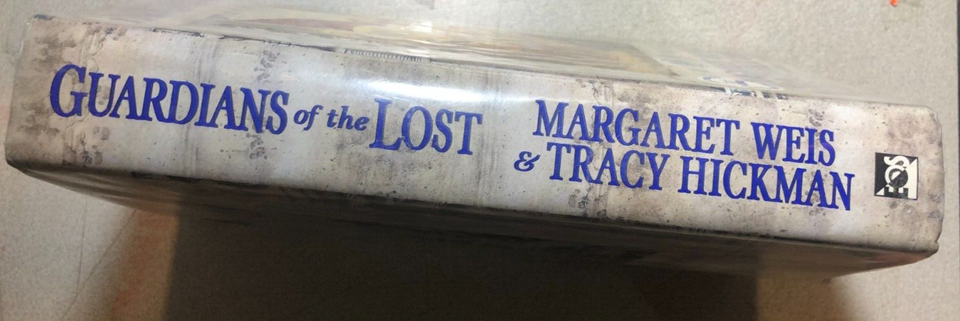 GUARDIANS of the LOST
MARGARET WEIS
& TRACY HICKMAN